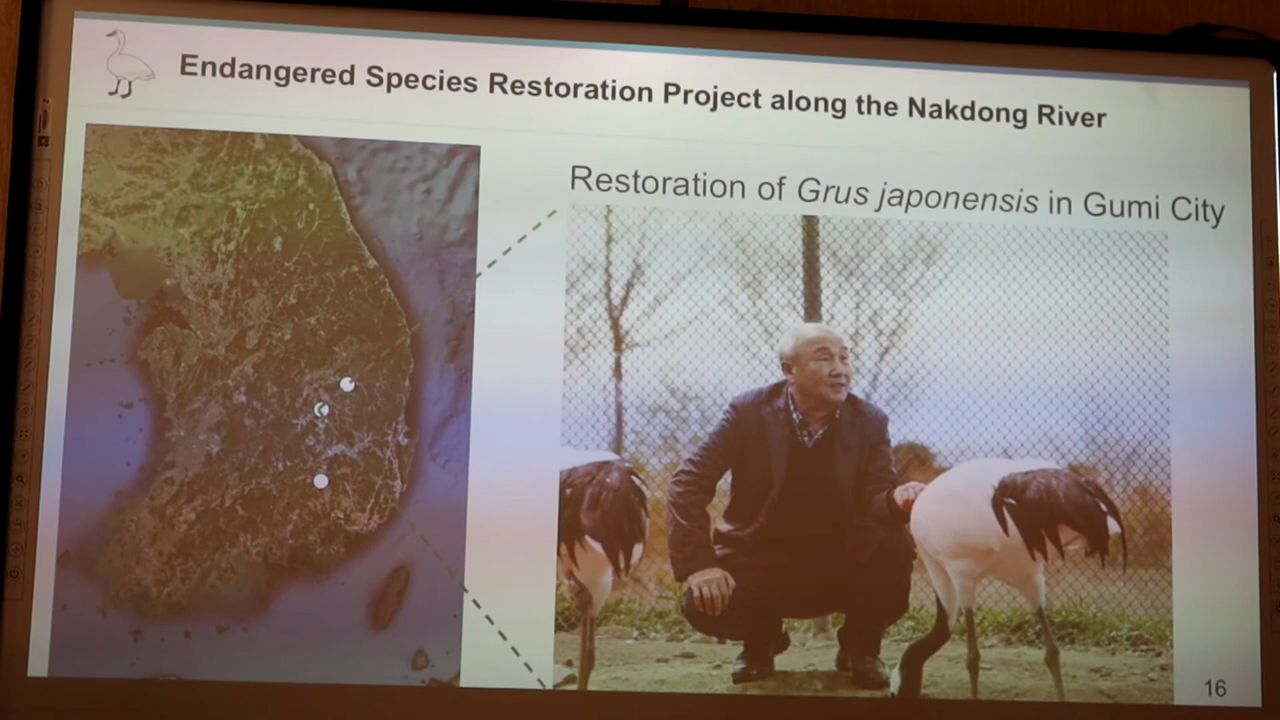 Endangered Species Restoration Project along the Nakdong River
Restoration of Grus japonensis in Gumi City
16